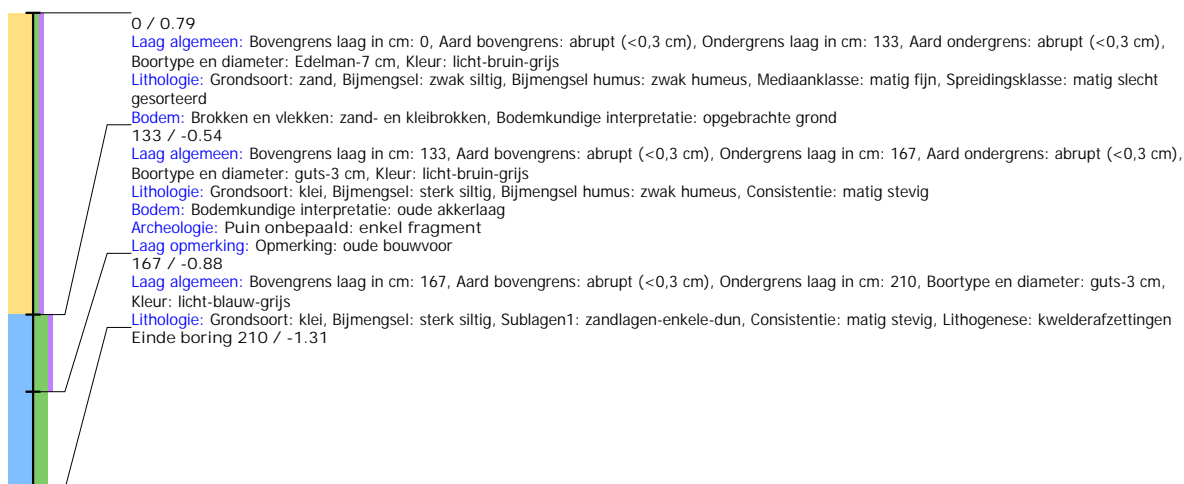 0 / 0.79
Laag algemeen: Bovengrens laag in cm: 0, Aard bovengrens: abrupt (<0,3 cm), Ondergrens laag in cm: 133, Aard ondergrens: abrupt (<0,3 cm),
Boortype en diameter: Edelman-7 cm, Kleur: licht-bruin-grijs
Lithologie: Grondsoort: zand, Bijmengsel: zwak siltig, Bijmengsel humus: zwak humeus, Mediaanklasse: matig fijn, Spreidingsklasse: matig slecht
gesorteerd
Bodem: Brokken en vlekken: zand- en kleibrokken, Bodemkundige interpretatie: opgebrachte grond
133 / -0.54
Laag algemeen: Bovengrens laag in cm: 133, Aard bovengrens: abrupt (<0,3 cm), Ondergrens laag in cm: 167, Aard ondergrens: abrupt (<0,3 cm),
Boortype en diameter: guts-3 cm, Kleur: licht-bruin-grijs
Lithologie: Grondsoort: klei, Bijmengsel: sterk siltig, Bijmengsel humus: zwak humeus, Consistentie: matig stevig
Bodem: Bodemkundige interpretatie: oude akkerlaag
Archeologie: Puin onbepaald: enkel fragment
Laag opmerking: Opmerking: oude bouwvoor
167 / -0.88
Laag algemeen: Bovengrens laag in cm: 167, Aard bovengrens: abrupt (<0,3 cm), Ondergrens laag in cm: 210, Boortype en diameter: guts-3 cm,
Kleur: licht-blauw-grijs
Lithologie: Grondsoort: klei, Bijmengsel: sterk siltig, Sublagen1: zandlagen-enkele-dun, Consistentie: matig stevig, Lithogenese: kwelderafzettingen
Einde boring 210 / -1.31